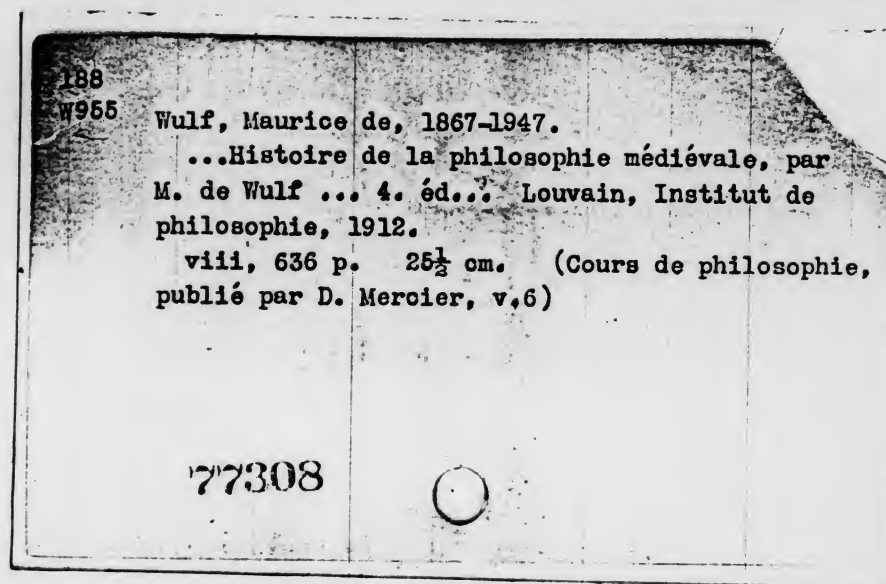 188
W955
Wulf, Maurice de, 1867-1947.
...Histoire de la philosophie médiévale, par
M. de Wulf ... 4. éd... Louvain, Institut de
philosophie, 1912.
viii, 636 p. 25½ cm. (Cours de philosophie,
publié par D. Mercier, v.6)
77308